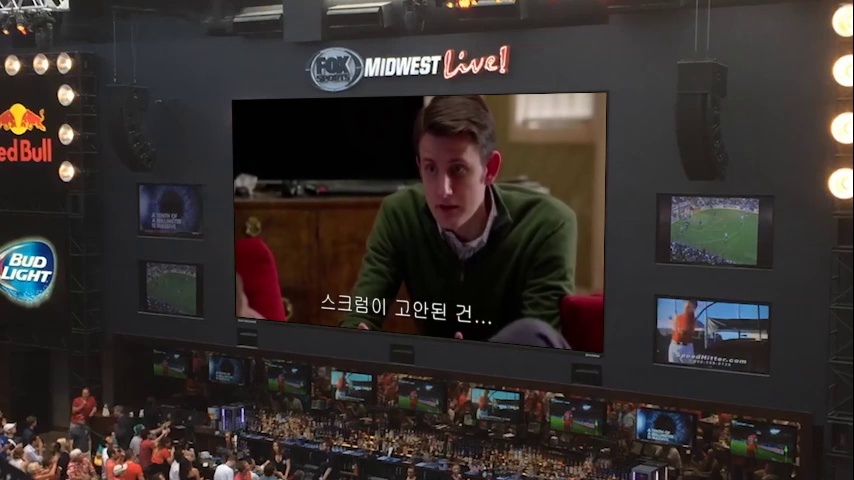 FOX SPORTS MIDWEST Live!
Red Bull
BUD LIGHT
스크럼이 고안된 건...
SpeedHitter.com